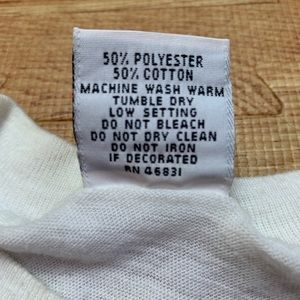 50% POLYESTER
50% COTTON
MACHINE WASH WARM
TUMBLE DRY
LOW SETTING
DO NOT BLEACH
DO NOT DRY CLEAN
DO NOT IRON
IF DECORATED
RN 46831